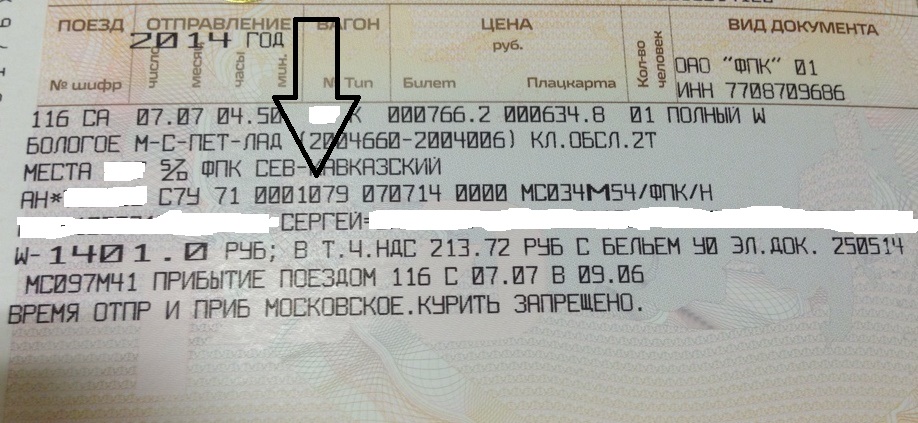 ПОЕЗД ОТПРАВЛЕНИЕ ВАГОН ЦЕНА ВИД ДОКУМЕНТА
2014 ГОД руб. Кол-во человек
№ шифр число месяц часы мин. № Тип Билет Плацкарта ОАО "ФПК" 01
ИНН 7708709686
116 СА 07.07 04.50 К 000766.2 000634.8 01 ПОЛНЫЙ W
БОЛОГОЕ М-С-ПЕТ-ЛАД (2004660-2004006) КЛ.ОБСЛ.2Т
МЕСТА ФПК СЕВ-КАВКАЗСКИЙ
АН* С7У 71 0001079 070714 0000 МС034М54/ФПК/Н
СЕРГЕЙ=
W-1401.0 РУБ; В Т.Ч.НДС 213.72 РУБ С БЕЛЬЕМ У0 ЭЛ.ДОК. 250514
МС097М41 ПРИБЫТИЕ ПОЕЗДОМ 116 С 07.07 В 09.06
ВРЕМЯ ОТПР И ПРИБ МОСКОВСКОЕ.КУРИТЬ ЗАПРЕЩЕНО.